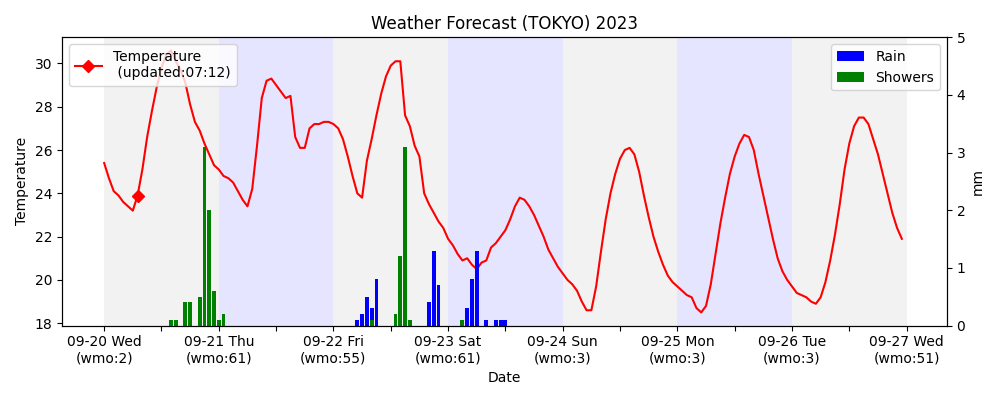 Weather Forecast (TOKYO) 2023
Temperature
(updated:07:12)
Rain
Showers
30
28
26
24
22
20
18
Temperature
5
4
3
2
1
0
mm
09-20 Wed 09-21 Thu 09-22 Fri 09-23 Sat 09-24 Sun 09-25 Mon 09-26 Tue 09-27 Wed
(wmo:2) (wmo:61) (wmo:55) (wmo:61) (wmo:3) (wmo:3) (wmo:3) (wmo:51)
Date